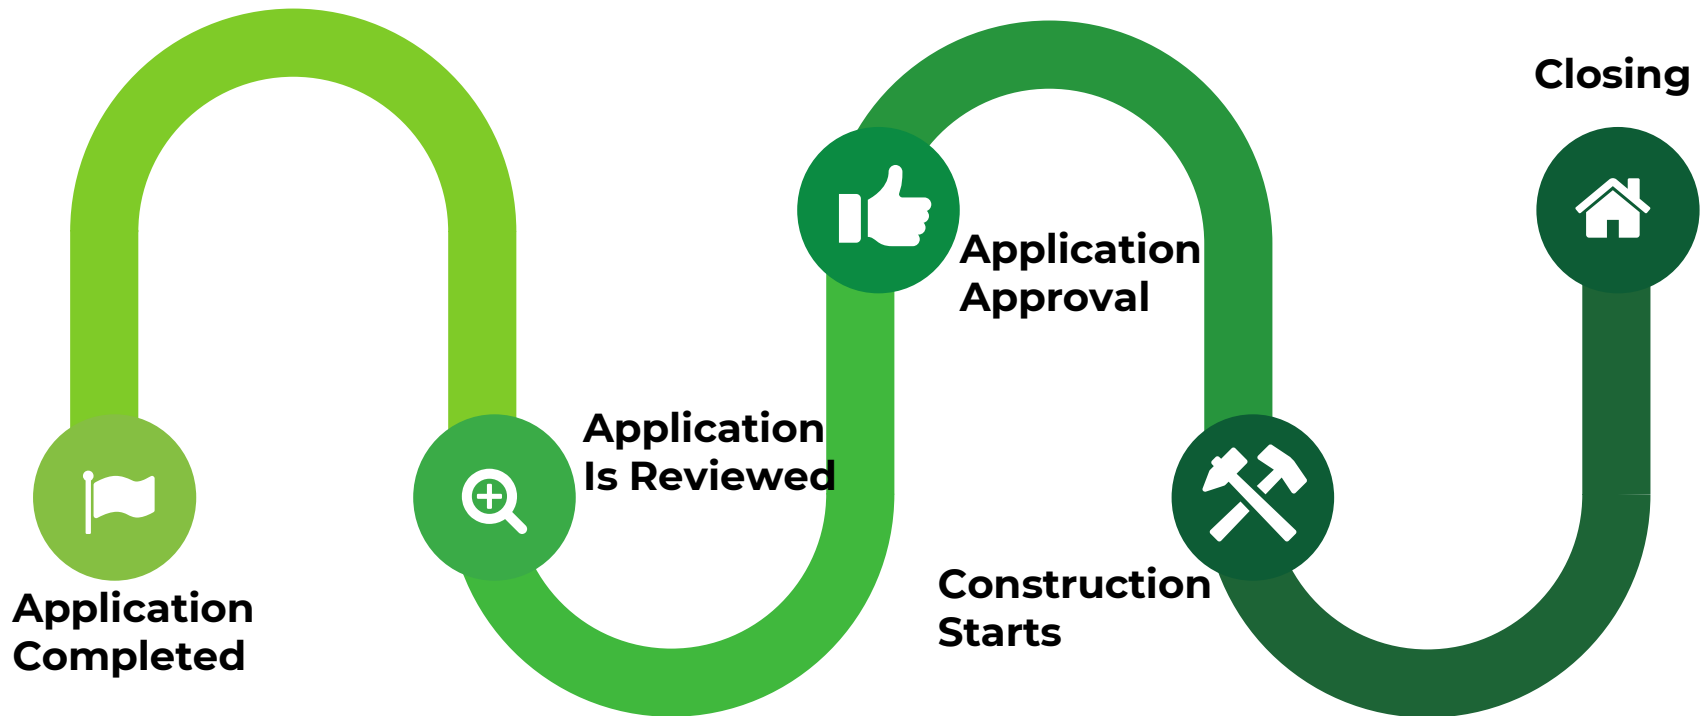 Application
Completed
Application
Is Reviewed
Application
Approval
Construction
Starts
Closing